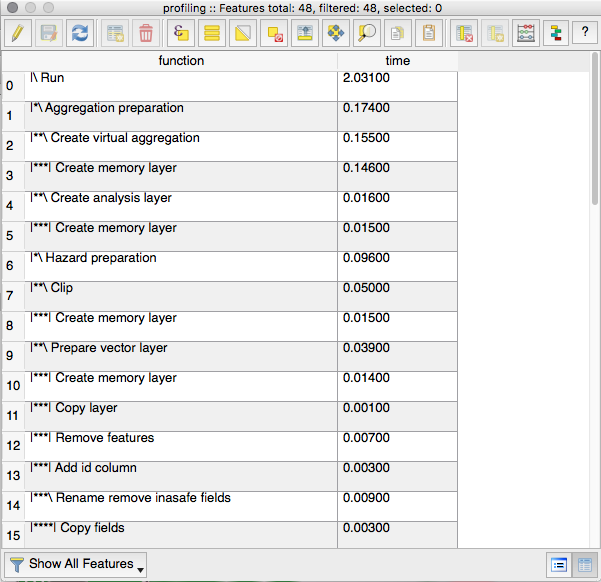 profiling :: Features total: 48, filtered: 48, selected: 0
ε
?
function time
0 |\ Run 2.03100
1 |*\ Aggregation preparation 0.17400
2 |**\ Create virtual aggregation 0.15500
3 |***| Create memory layer 0.14600
4 |**\ Create analysis layer 0.01600
5 |***| Create memory layer 0.01500
6 |*\ Hazard preparation 0.09600
7 |**\ Clip 0.05000
8 |***| Create memory layer 0.01500
9 |**\ Prepare vector layer 0.03900
10 |***| Create memory layer 0.01400
11 |***| Copy layer 0.00100
12 |***| Remove features 0.00700
13 |***| Add id column 0.00300
14 |***\ Rename remove inasafe fields 0.00900
15 |****| Copy fields 0.00300
Show All Features